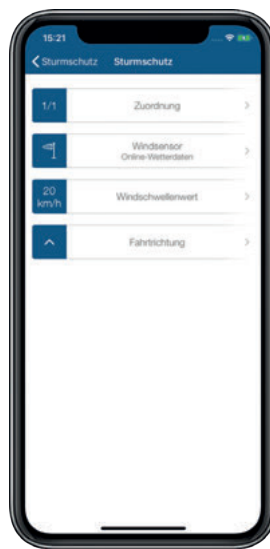 15:21
Sturmschutz Sturmschutz
1/1 Zuordnung
Windsensor
Online-Wetterdaten
20
km/h
Windschwellenwert
Fahrtrichtung